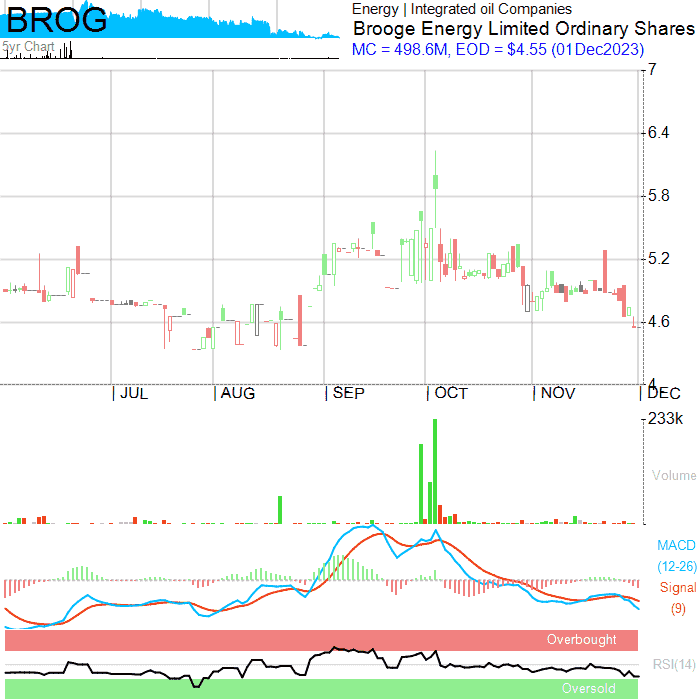 BROG
5yr Chart
Energy | Integrated oil Companies
Brooge Energy Limited Ordinary Shares
MC = 498.6M, EOD = $4.55 (01Dec2023)
7
6.4
5.8
5.2
4.6
4
JUL AUG SEP OCT NOV DEC
233k
Volume
MACD
(12-26)
Signal
(9)
Overbought
RSI(14)
Oversold